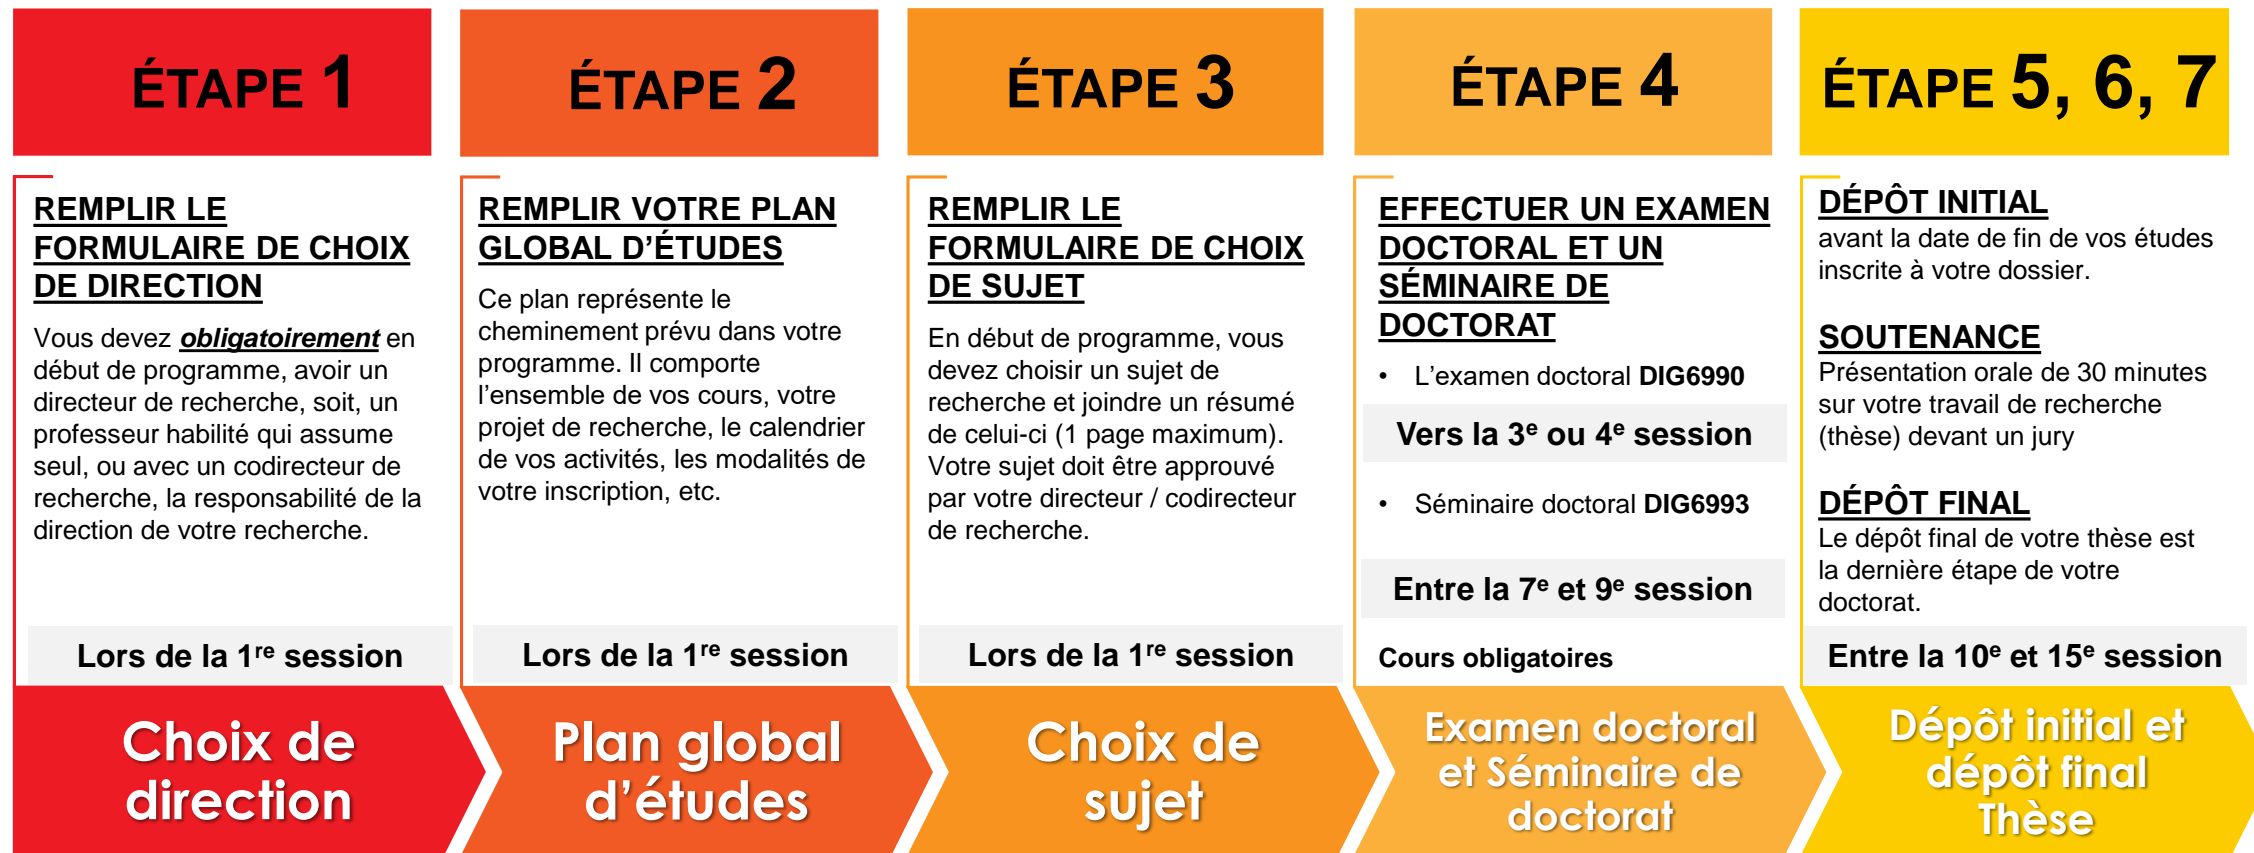 ÉTAPE 1
REMPLIR LE
FORMULAIRE DE CHOIX
DE DIRECTION
Vous devez obligatoirement en
début de programme, avoir un
directeur de recherche, soit, un
professeur habilité qui assume
seul, ou avec un codirecteur de
recherche, la responsabilité de la
direction de votre recherche.
Lors de la 1re session
Choix de
direction
ÉTAPE 2
REMPLIR VOTRE PLAN
GLOBAL D’ÉTUDES
Ce plan représente le
cheminement prévu dans votre
programme. Il comporte
l’ensemble de vos cours, votre
projet de recherche, le calendrier
de vos activités, les modalités de
votre inscription, etc.
Lors de la 1re session
Plan global
d’études
ÉTAPE 3
REMPLIR LE
FORMULAIRE DE CHOIX
DE SUJET
En début de programme, vous
devez choisir un sujet de
recherche et joindre un résumé
de celui-ci (1 page maximum).
Votre sujet doit être approuvé
par votre directeur / codirecteur
de recherche.
Lors de la 1re session
Choix de
sujet
ÉTAPE 4
EFFECTUER UN EXAMEN
DOCTORAL ET UN
SÉMINAIRE DE
DOCTORAT
• L’examen doctoral DIG6990
Vers la 3e ou 4e session
• Séminaire doctoral DIG6993
Entre la 7e et 9e session
Cours obligatoires
Examen doctoral
et Séminaire de
doctorat
ÉTAPE 5, 6, 7
DÉPÔT INITIAL
avant la date de fin de vos études
inscrite à votre dossier.
SOUTENANCE
Présentation orale de 30 minutes
sur votre travail de recherche
(thèse) devant un jury
DÉPÔT FINAL
Le dépôt final de votre thèse est
la dernière étape de votre
doctorat.
Entre la 10e et 15e session
Dépôt initial et
dépôt final
Thèse